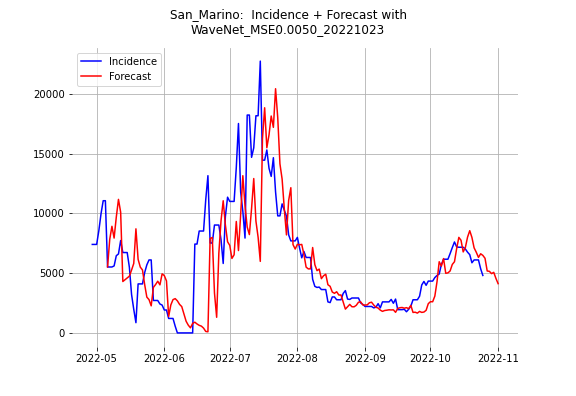 San_Marino:  Incidence + Forecast with
WaveNet_MSE0.0050_20221023
Incidence
Forecast
20000
15000
10000
5000
0
2022-05 2022-06 2022-07 2022-08 2022-09 2022-10 2022-11